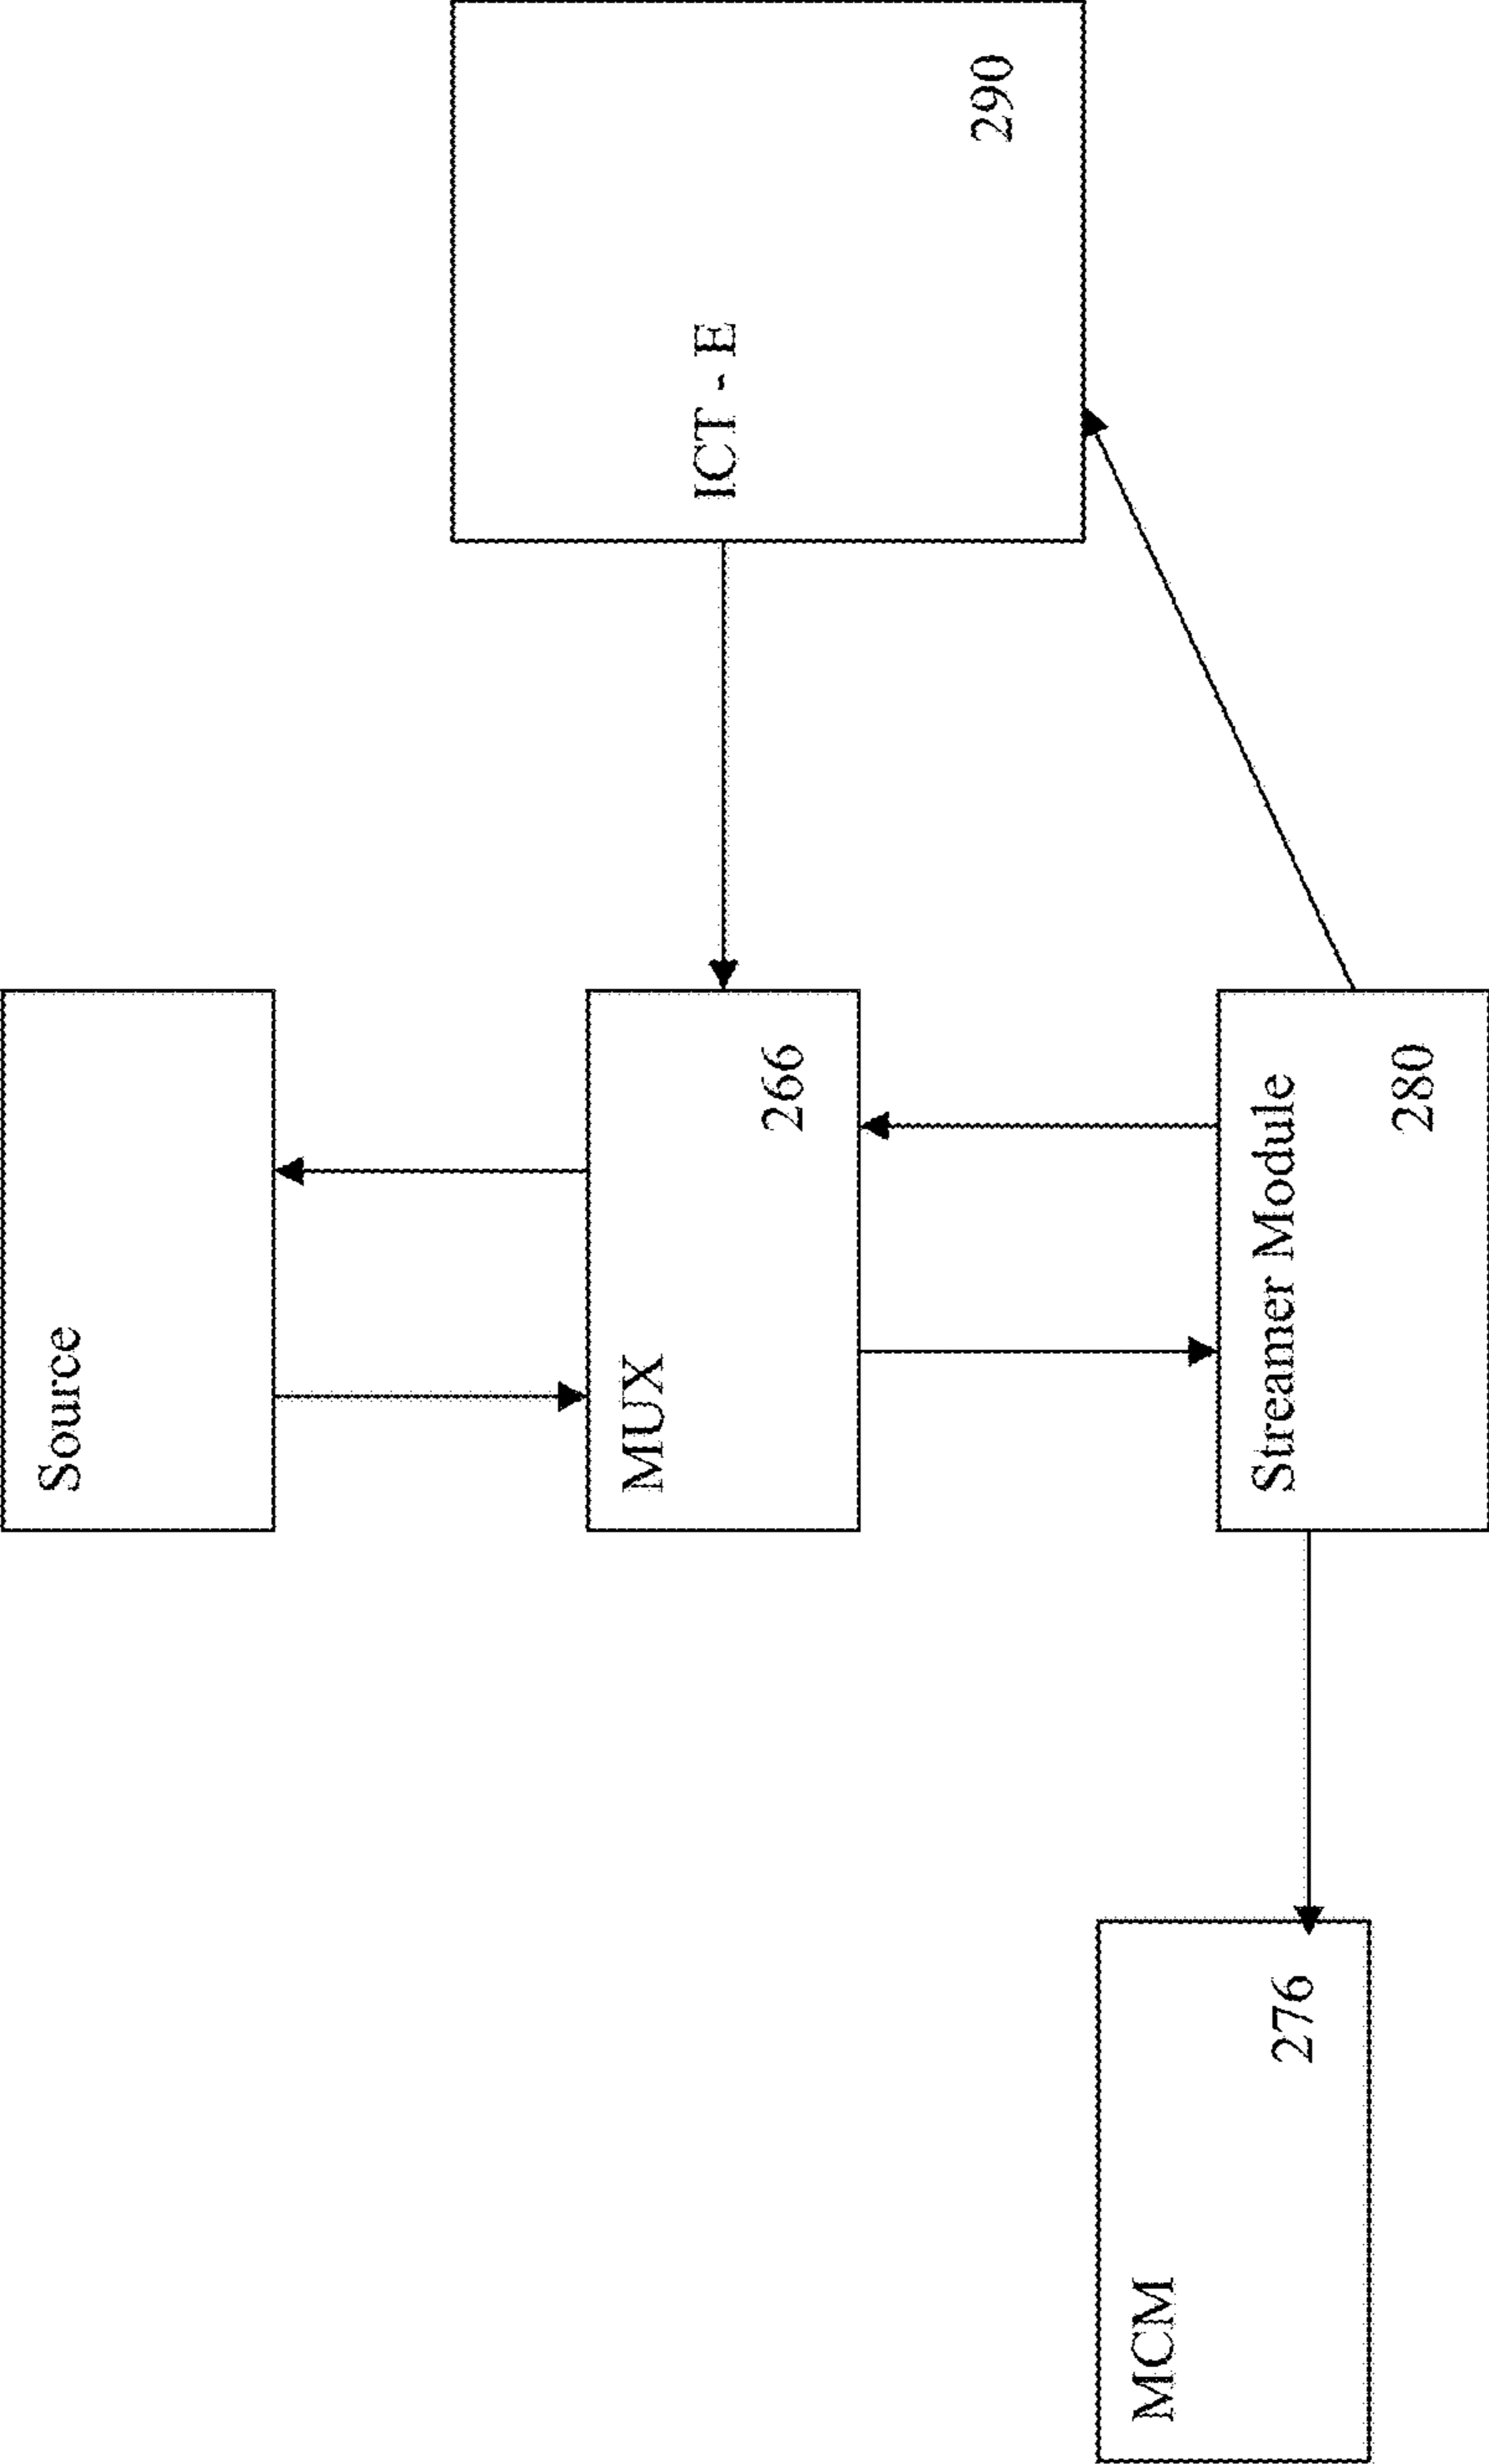 Source
MUX
266
ICT - E
290
MCM
276
Streamer Module
280